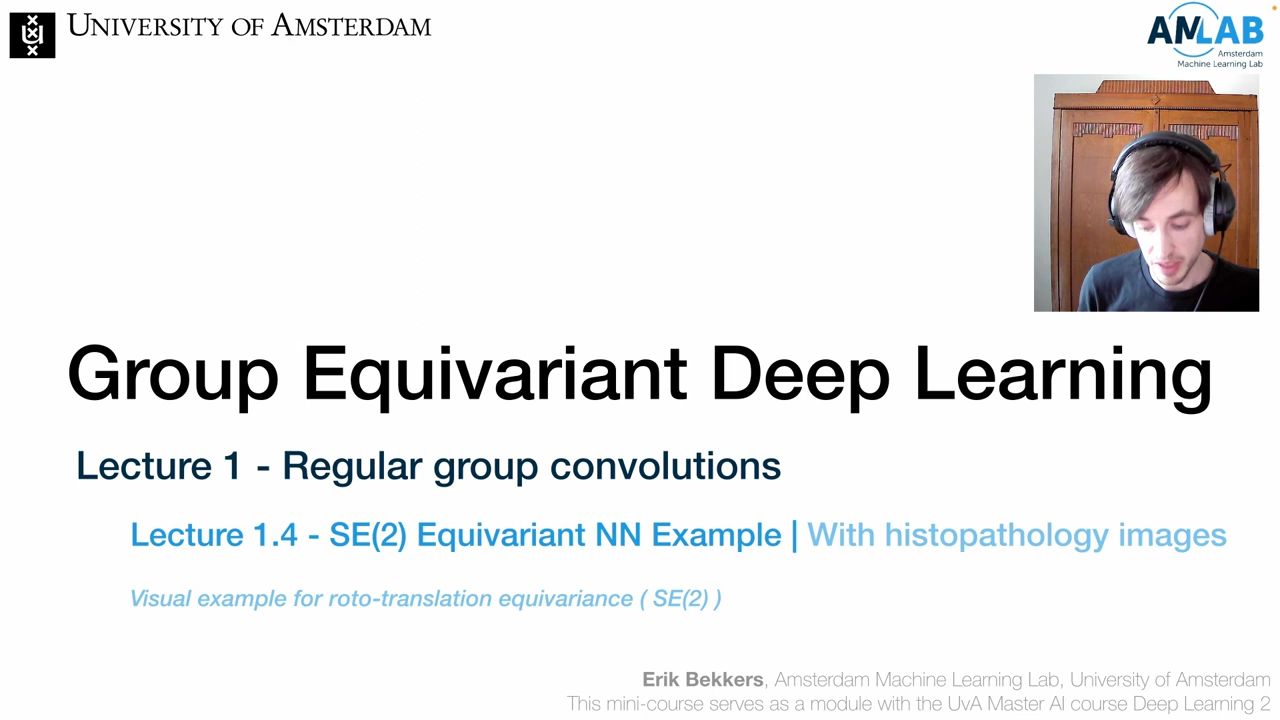 UNIVERSITY OF AMSTERDAM
AMLAB
Amsterdam
Machine Learning Lab
Group Equivariant Deep Learning
Lecture 1 - Regular group convolutions
Lecture 1.4 - SE(2) Equivariant NN Example | With histopathology images
Visual example for roto-translation equivariance ( SE(2) )
Erik Bekkers, Amsterdam Machine Learning Lab, University of Amsterdam
This mini-course serves as a module with the UvA Master AI course Deep Learning 2